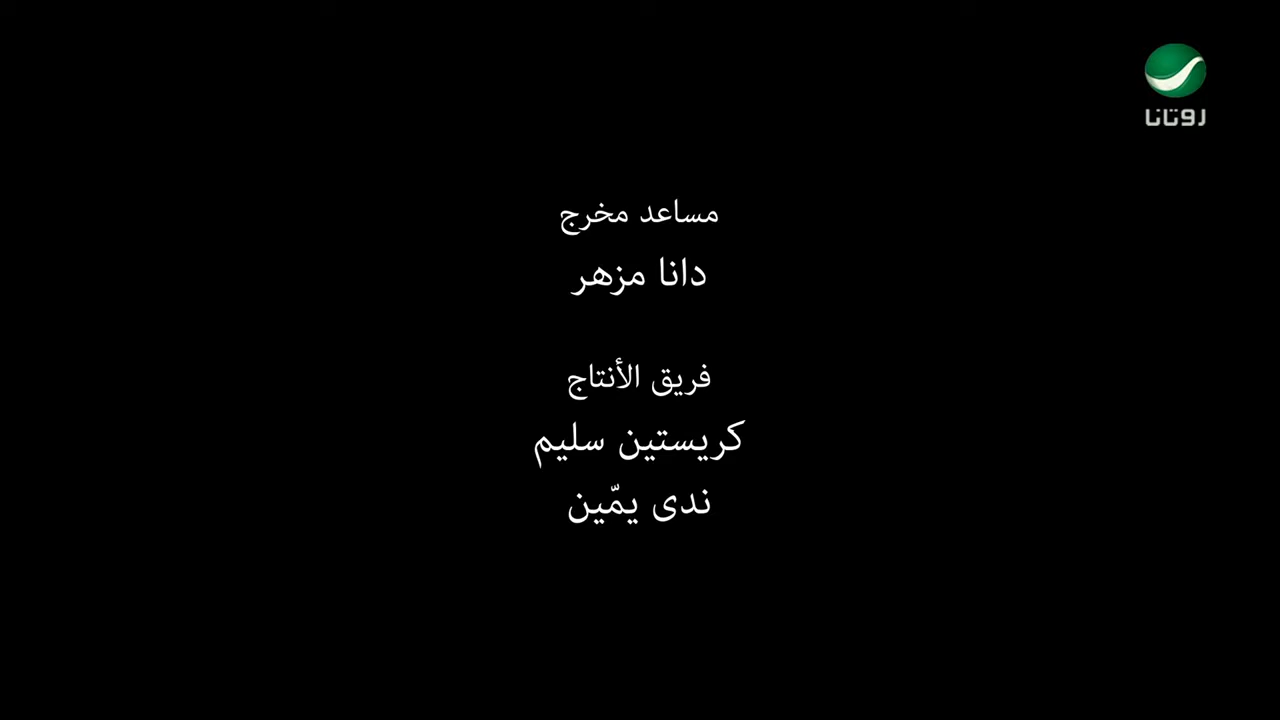 روتانا
مساعد مخرج
دانا مزهر
فريق الأنتاج
كريستين سليم
ندى يمّين